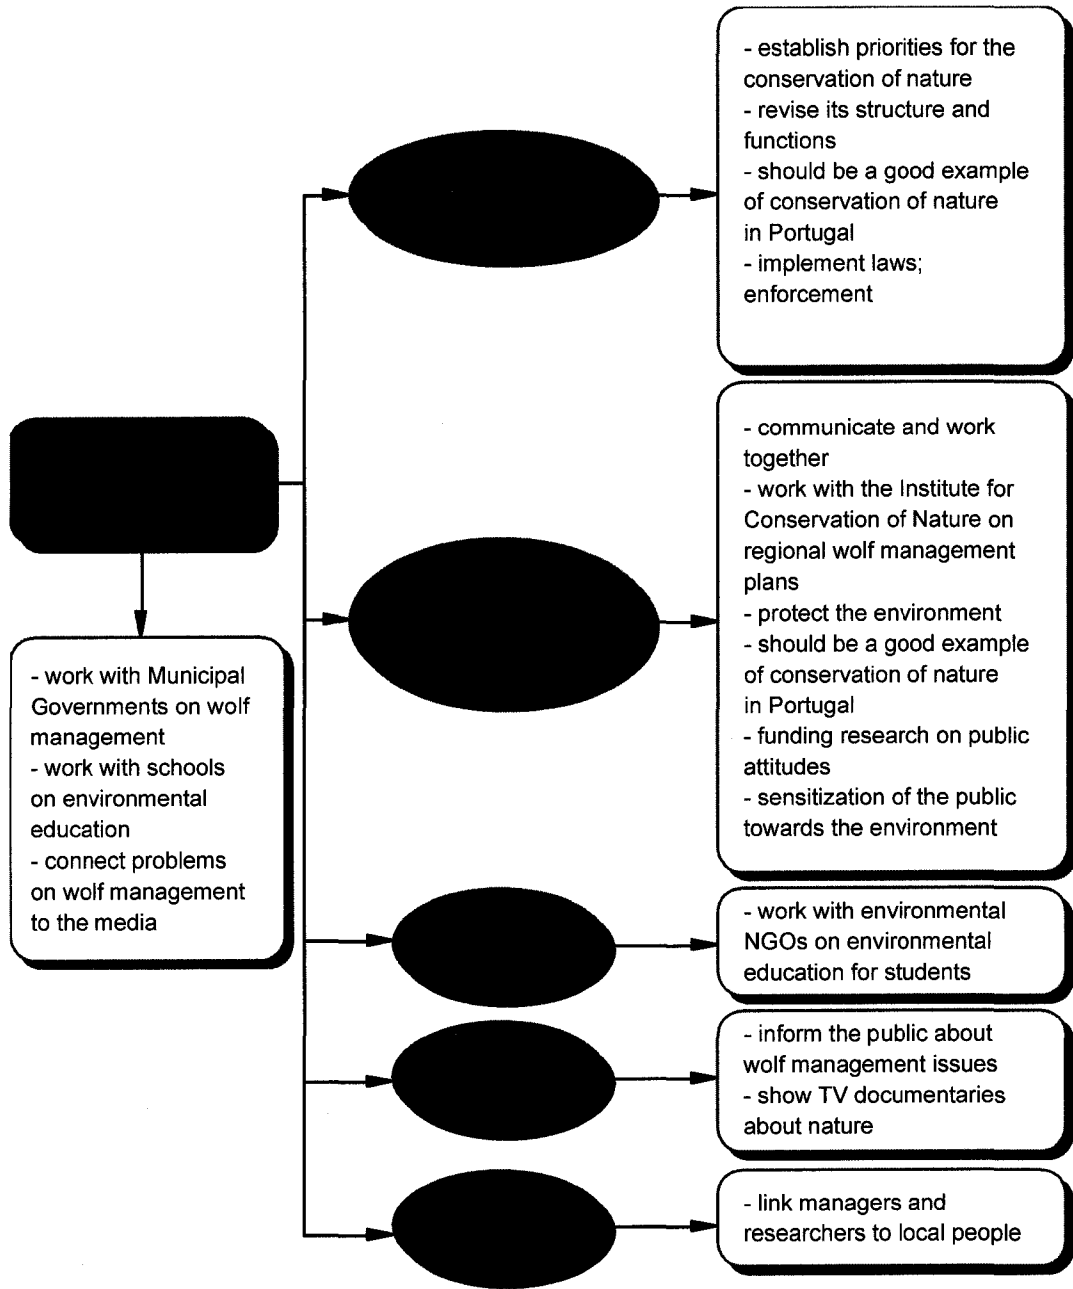 - establish priorities for the
conservation of nature
- revise its structure and
functions
- should be a good example
of conservation of nature
in Portugal
- implement laws;
enforcement
- communicate and work
together
- work with the Institute for
Conservation of Nature on
regional wolf management
plans
- protect the environment
- should be a good example
of conservation of nature
in Portugal
- funding research on public
attitudes
- sensitization of the public
towards the environment
- work with Municipal
Governments on wolf
management
- work with schools
on environmental
education
- connect problems
on wolf management
to the media
- work with environmental
NGOs on environmental
education for students
- inform the public about
wolf management issues
- show TV documentaries
about nature
- link managers and
researchers to local people